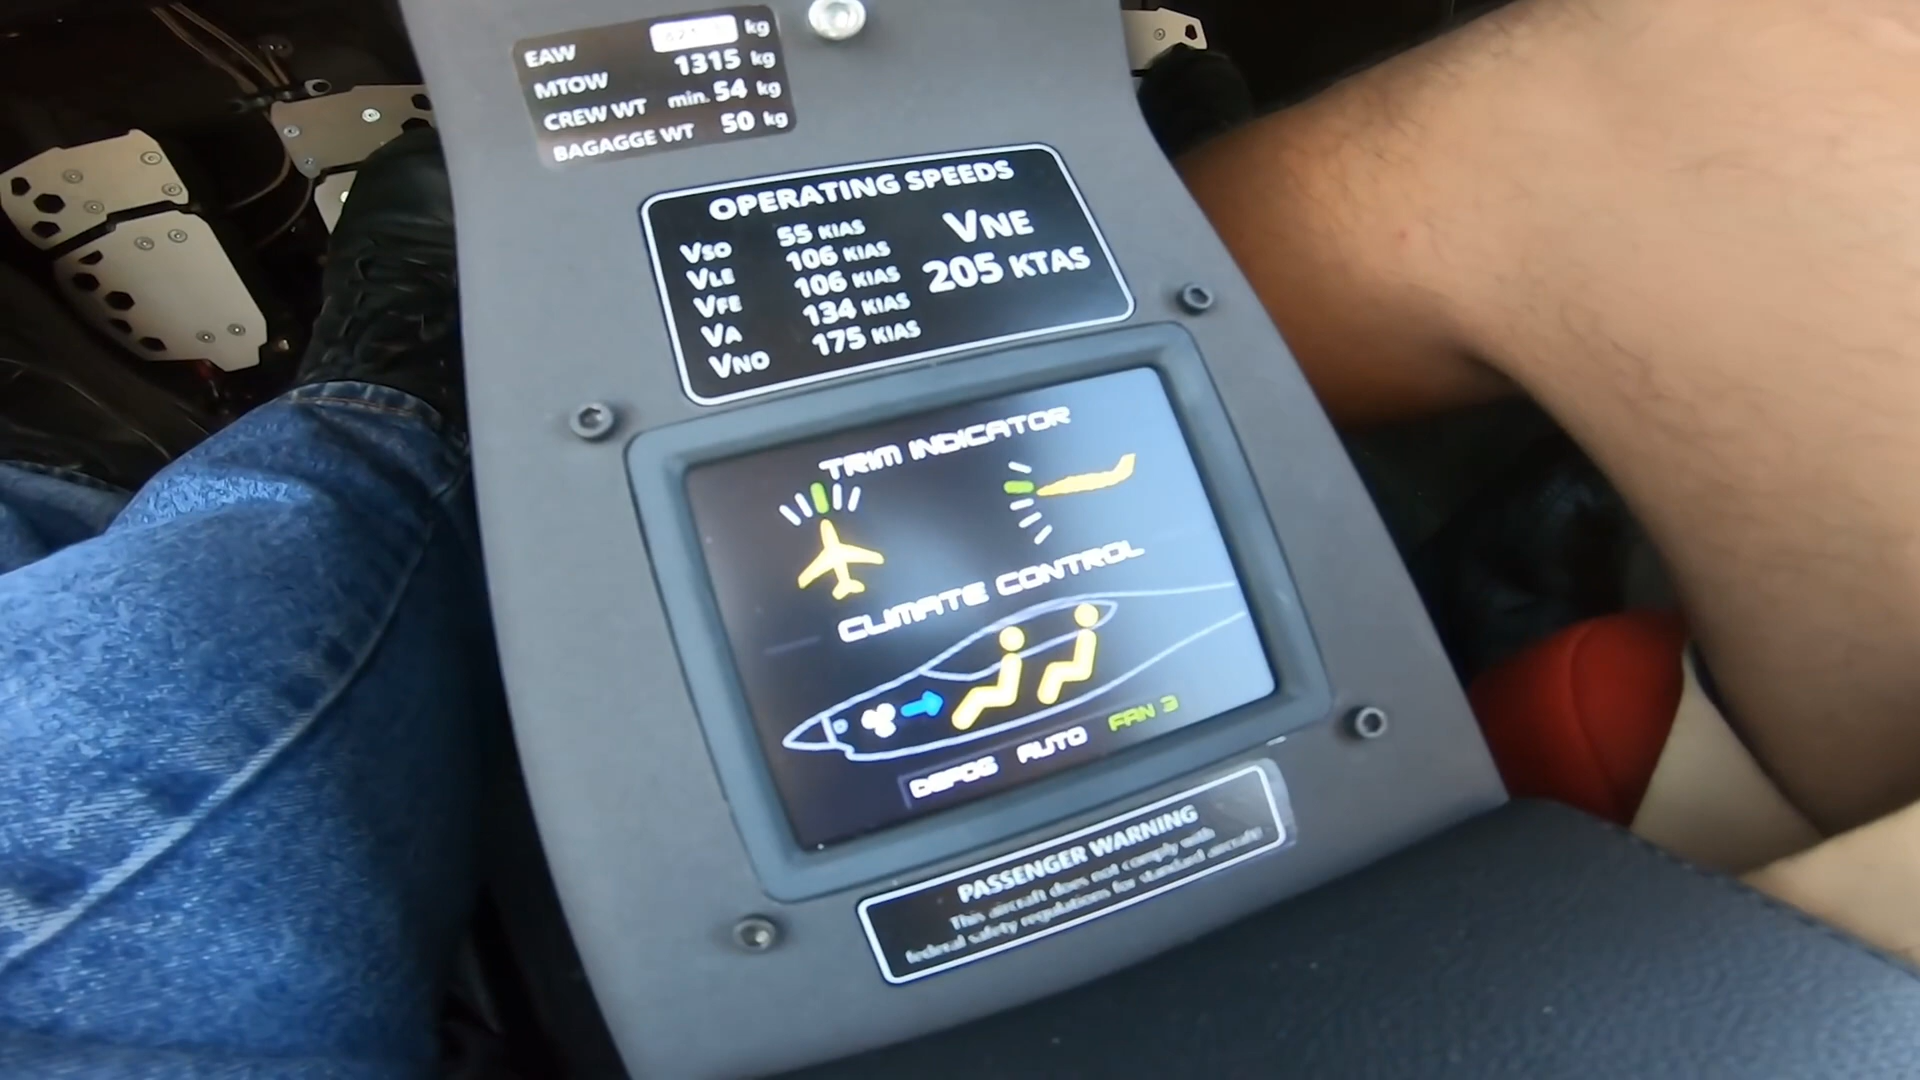 EAW kg
MTOW 1315 kg
CREW WT min. 54 kg
BAGAGGE WT 50 kg
OPERATING SPEEDS
VSO 55 KIAS
VLE 106 KIAS
VFE 106 KIAS
VA 134 KIAS
VNO 175 KIAS
VNE
205 KTAS
TRIM INDICATOR
CLIMATE CONTROL
DEFOG AUTO FAN 3
PASSENGER WARNING
This aircraft does not comply with
federal safety regulations for standard aircraft